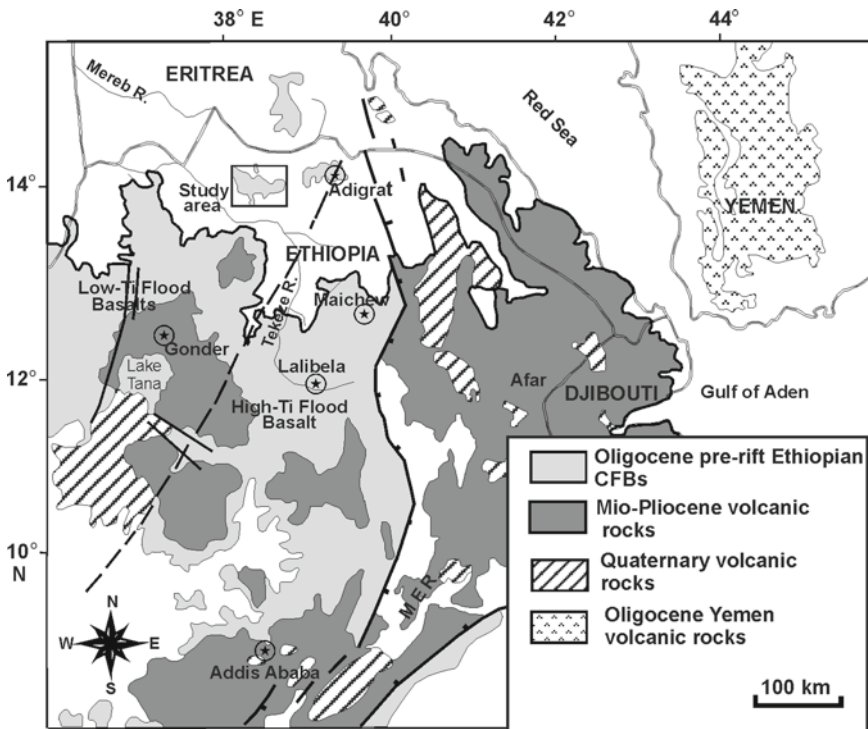 38° E
40°
42°
44°
Mereb R.
ERITREA
Red Sea
14°
Study
area
Adigrat
YEMEN
ETHIOPIA
Low-Ti Flood
Basalts
Tekeze R.
Maichew
Gonder
Lake
Tana
Lalibela
12°
High-Ti Flood
Basalt
Afar
DJIBOUTI
Gulf of Aden
10°
N
MER
N
W
E
S
Addis Ababa
Oligocene pre-rift Ethiopian
CFBs
Mio-Pliocene volcanic
rocks
Quaternary volcanic
rocks
Oligocene Yemen
volcanic rocks
100 km